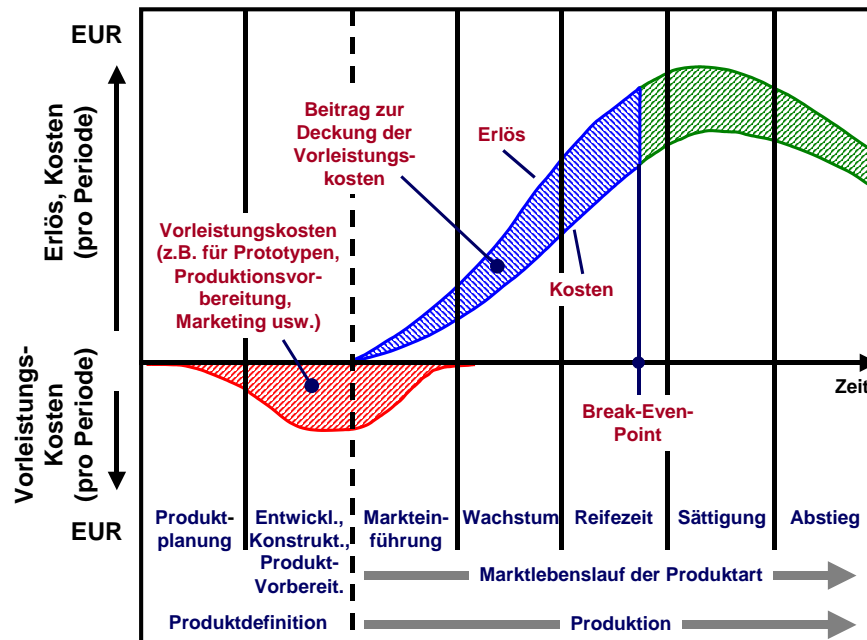 EUR
Erlös, Kosten
(pro Periode)
Vorleistungs-
Kosten
(pro Periode)
EUR
Beitrag zur
Deckung der
Vorleistungs-
kosten
Erlös
Vorleistungskosten
(z.B. für Prototypen,
Produktionsvor-
bereitung,
Marketing usw.)
Kosten
Zeit
Break-Even-
Point
Produkt-
planung
Entwickl.,
Konstrukt.,
Produkt-
Vorbereit.
Markteinf-
führung
Wachstum
Reifezeit
Sättigung
Abstieg
Marktlebenslauf der Produktart
Produktdefinition
Produktion